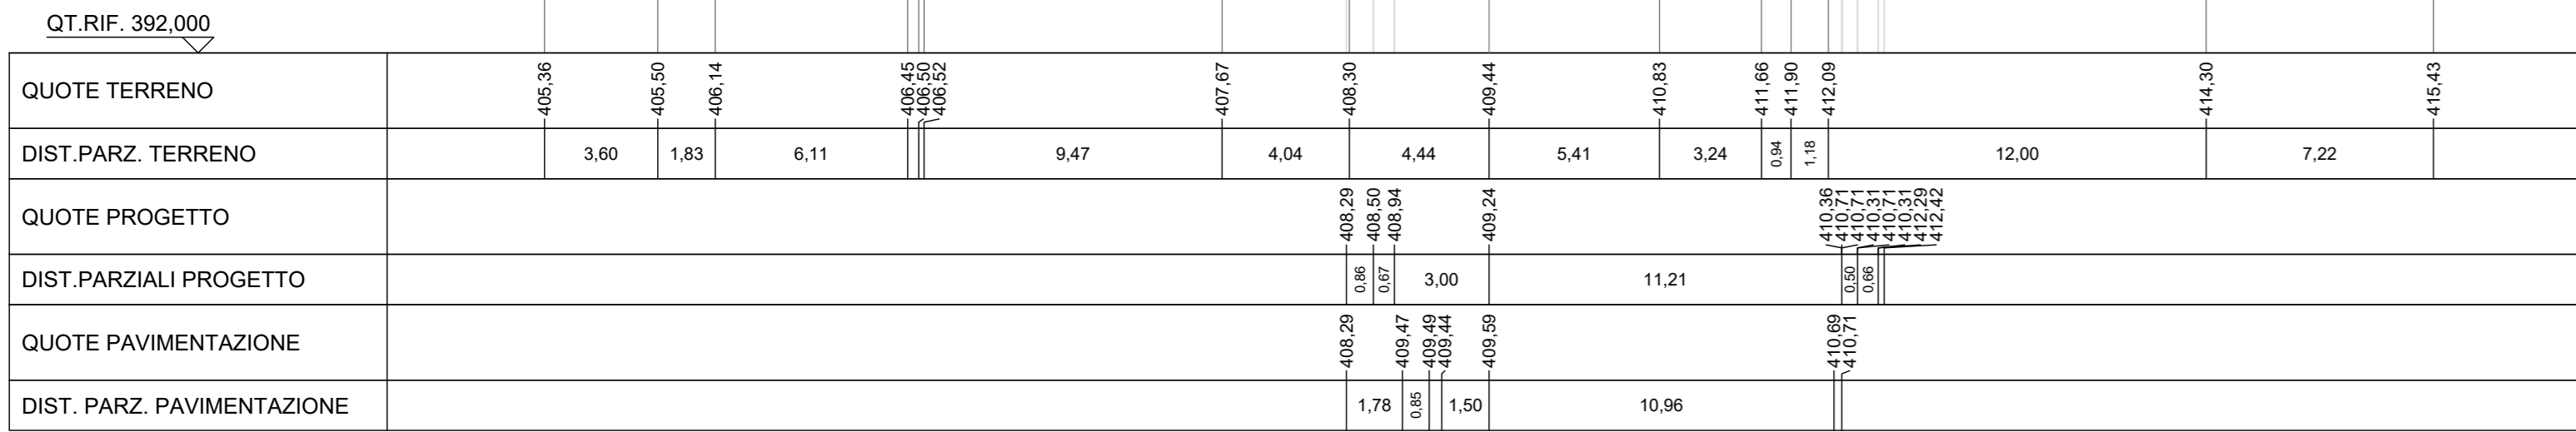 QT.RIF. 392,000
QUOTE TERRENO 405,36 405,50 406,14 406,45 406,50 406,52 407,67 408,30 409,44 410,83 411,66 411,90 412,09 414,30 415,43
DIST.PARZ. TERRENO 3,60 1,83 6,11 9,47 4,04 4,44 5,41 3,24 0,94 1,18 12,00 7,22
QUOTE PROGETTO 408,29 408,50 408,94 409,24 410,36 410,71 410,71 410,31 410,71 410,31 412,29 412,42
DIST.PARZIALI PROGETTO 0,86 0,67 3,00 11,21 0,50 0,66
QUOTE PAVIMENTAZIONE 408,29 409,47 409,49 409,44 409,59 410,69 410,71
DIST. PARZ. PAVIMENTAZIONE 1,78 0,85 1,50 10,96